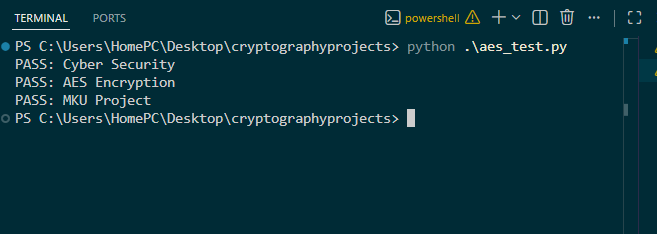 TERMINAL PORTS powershell
PS C:\Users\HomePC\Desktop\cryptographyprojects> python .\aes_test.py
PASS: Cyber Security
PASS: AES Encryption
PASS: MKU Project
PS C:\Users\HomePC\Desktop\cryptographyprojects>